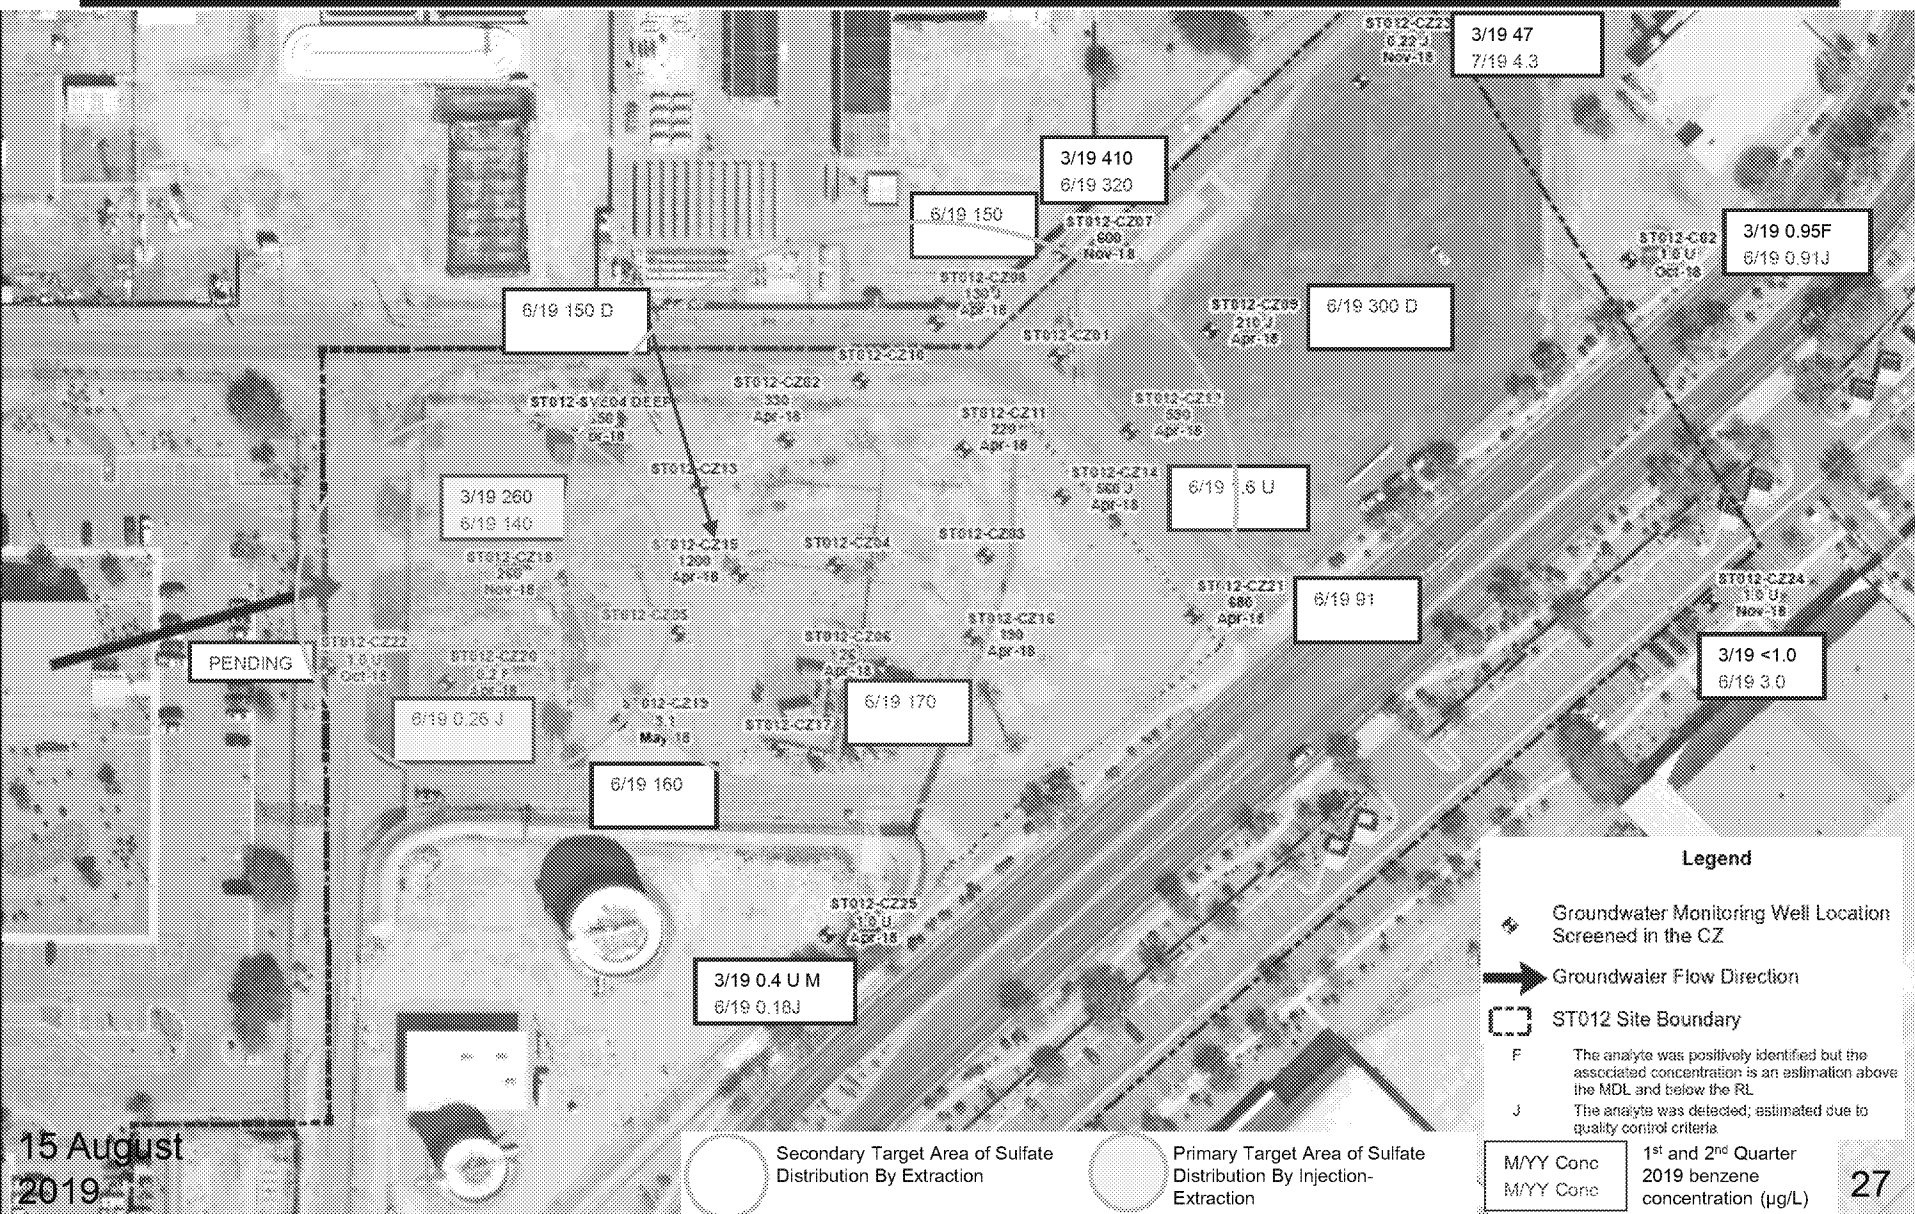 ST012-CZ23
0.22 J
Nov-18
3/19 47
7/19 4.3
3/19 410
6/19 320
6/19 150
ST012-CZ07
600
Nov-18
ST012-C02
1.0 U
Oct-18
3/19 0.95F
6/19 0.91J
ST012-CZ08
130 J
Apr-18
6/19 150 D
ST012-CZ09
210 J
Apr-18
6/19 300 D
ST012-CZ01
ST012-CZ10
ST012-CZ02
330
Apr-18
ST012-SVE04 DEEP
ST012-CZ11
220
Apr-18
ST012-CZ12
590
Apr-18
ST012-CZ13
ST012-CZ14
560 J
Apr-18
3/19 260
6/19 140
6/19 .6 U
ST012-CZ18
260
Nov-18
ST012-CZ15
1200
Apr-18
ST012-CZ04
ST012-CZ03
ST012-CZ21
680
Apr-18
6/19 91
ST012-CZ24
1.0 U
Nov-18
ST012-CZ05
ST012-CZ16
190
Apr-18
ST012-CZ06
26
Apr-18
PENDING
ST012-CZ22
1.0 U
Oct-18
ST012-CZ20
0.2 F
Apr-18
3/19 <1.0
6/19 3.0
6/19 0.26 J
ST012-CZ19
3.1
May-18
ST012-CZ17
6/19 170
6/19 160
ST012-CZ25
1.0 U
Apr-18
3/19 0.4 U M
6/19 0.18J
Legend
Groundwater Monitoring Well Location
Screened in the CZ
Groundwater Flow Direction
ST012 Site Boundary
F The analyte was positively identified but the
associated concentration is an estimation above
the MDL and below the RL
J The analyte was detected; estimated due to
quality control criteria
M/YY Conc
M/YY Conc
1st and 2nd Quarter
2019 benzene
concentration (µg/L)
Secondary Target Area of Sulfate
Distribution By Extraction
Primary Target Area of Sulfate
Distribution By Injection-
Extraction
15 August
2019
27